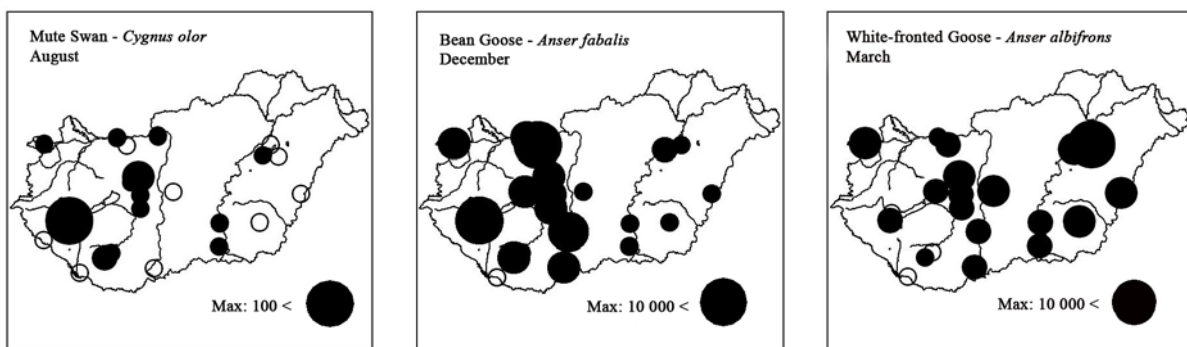 Mute Swan - Cygnus olor
August
Max: 100 <
Bean Goose - Anser fabalis
December
Max: 10 000 <
White-fronted Goose - Anser albifrons
March
Max: 10 000 <